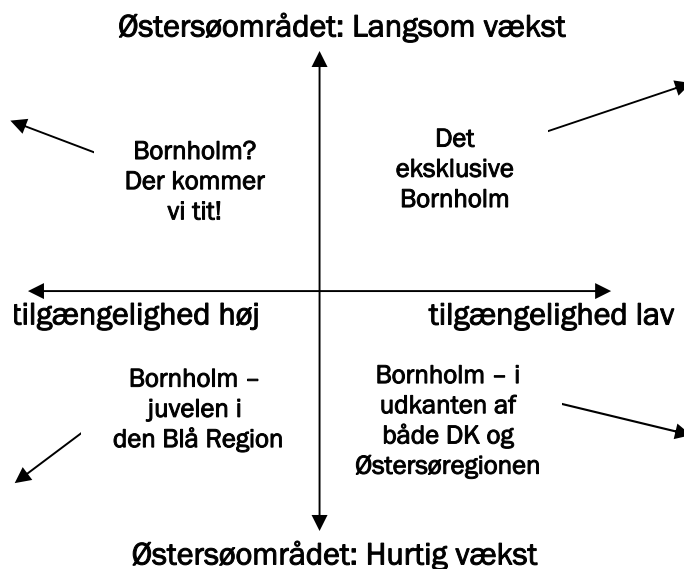 Østersøområdet: Langsom vækst
Bornholm?
Der kommer
vi tit!
Det
eksklusive
Bornholm
tilgængelighed høj
tilgængelighed lav
Bornholm –
juvelen i
den Blå Region
Bornholm – i
udkanten af
både DK og
Østersøregionen
Østersøområdet: Hurtig vækst